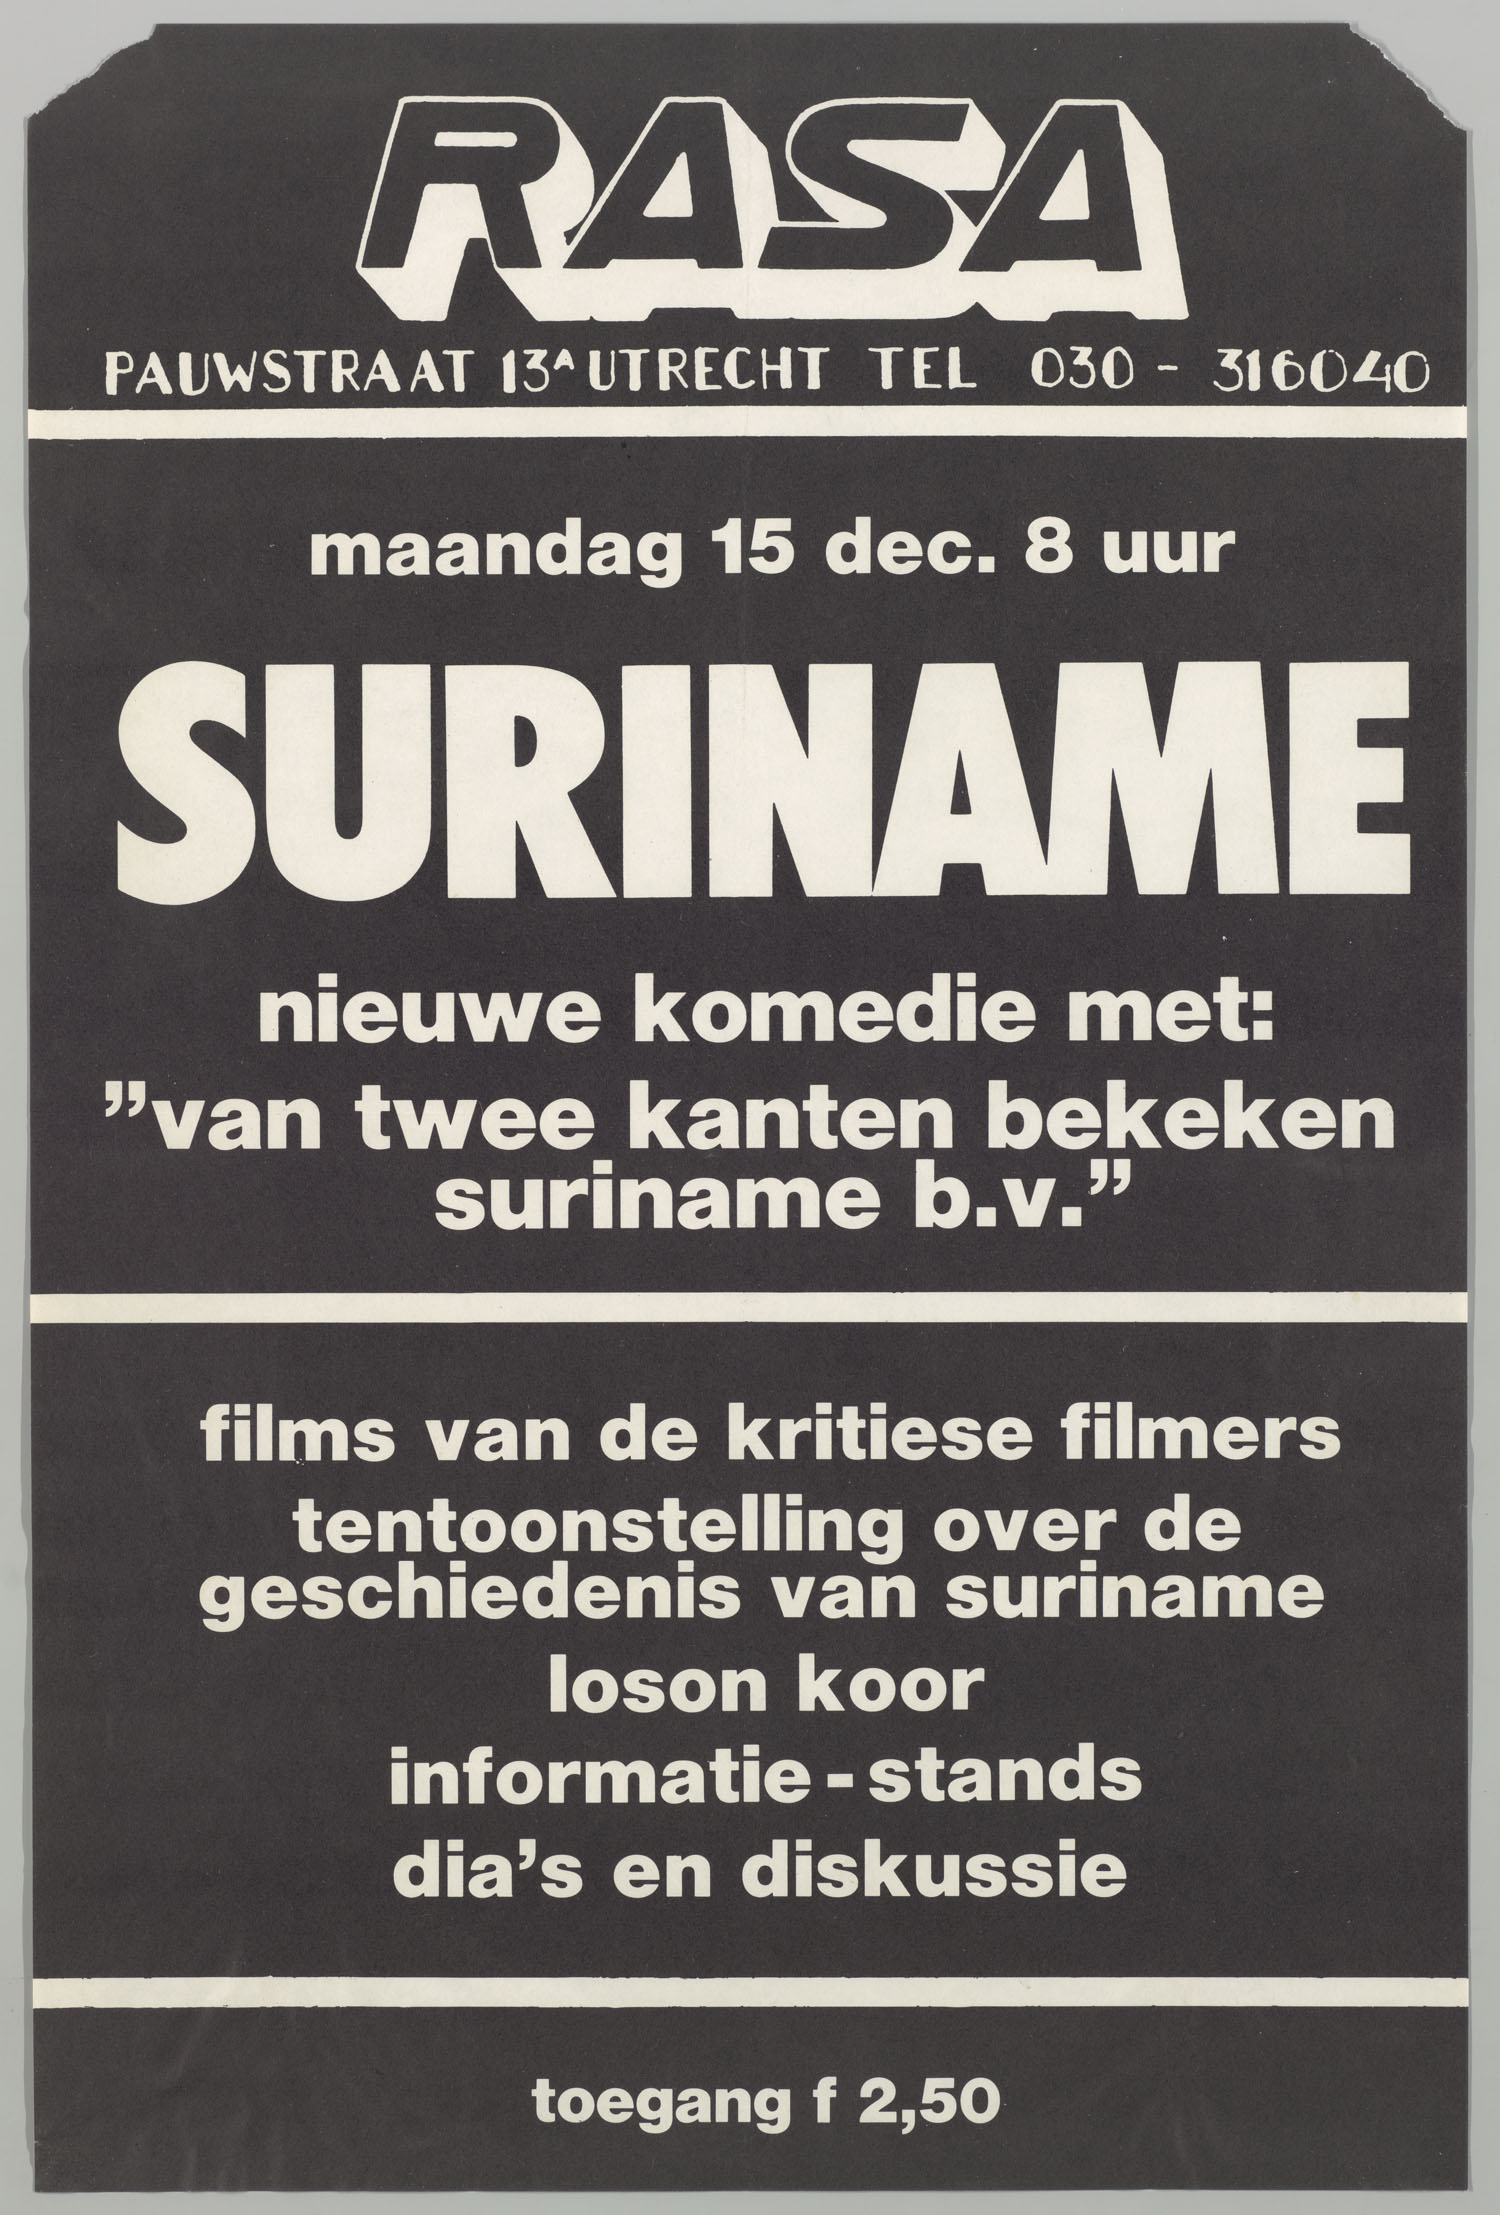 RASA
PAUWSTRAAT 13A UTRECHT TEL 030 - 316040
maandag 15 dec. 8 uur
SURINAME
nieuwe komedie met:
”van twee kanten bekeken
suriname b.v.”
films van de kritiese filmers
tentoonstelling over de
geschiedenis van suriname
loson koor
informatie-stands
dia's en diskussie
toegang f 2,50